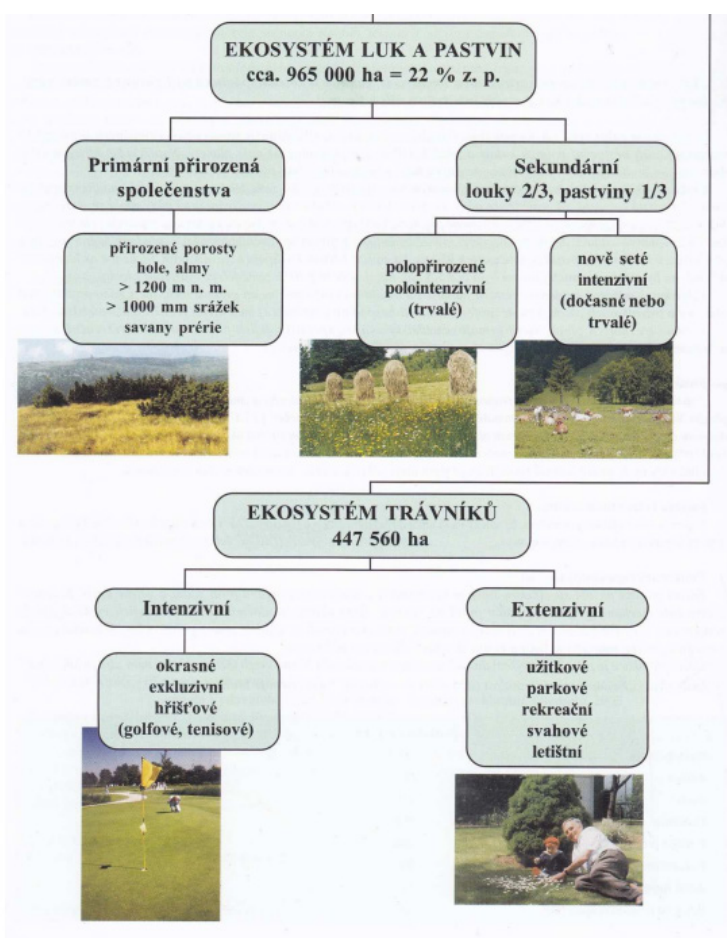 EKOSYSTÉM LUK A PASTVIN
cca. 965 000 ha = 22 % z. p.
Primární přirozená
společenstva
Sekundární
louky 2/3, pastviny 1/3
přirozené porosty
hole, almy
> 1200 m n. m.
> 1000 mm srážek
savany prérie
polopřirozené
polointenzivní
(trvalé)
nově seté
intenzivní
(dočasné nebo
trvalé)
EKOSYSTÉM TRÁVNÍKŮ
447 560 ha
Intenzivní
Extenzivní
okrasné
exkluzivní
hřišťové
(golfové, tenisové)
užitkové
parkové
rekreační
svahové
letištní